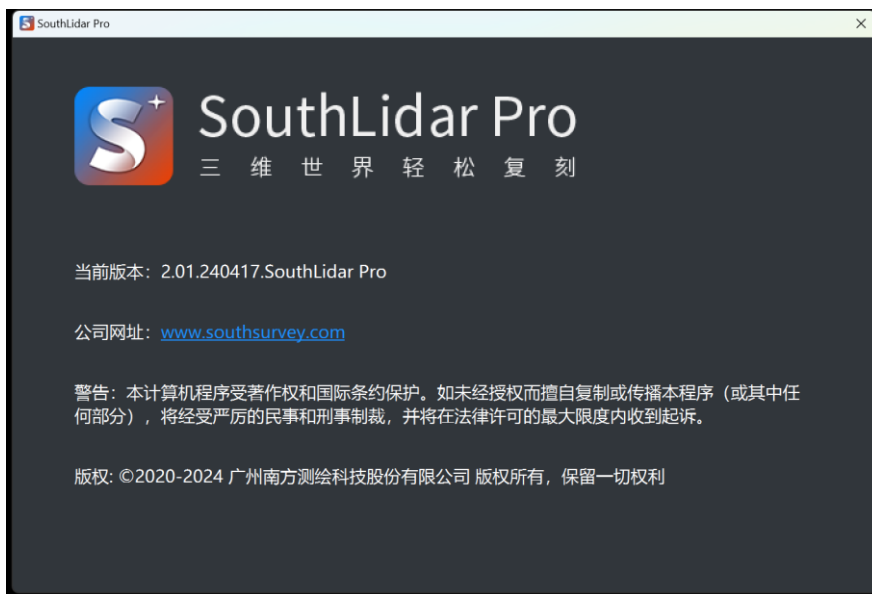 SouthLidar Pro
SouthLidar Pro
三维世界轻松复刻
当前版本：2.01.240417.SouthLidar Pro
公司网址：www.southsurvey.com
警告：本计算机程序受著作权和国际条约保护。如未经授权而擅自复制或传播本程序（或其中任
何部分），将经受严厉的民事和刑事制裁，并将在法律许可的最大限度内收到起诉。
版权: ©2020-2024 广州南方测绘科技股份有限公司 版权所有，保留一切权利